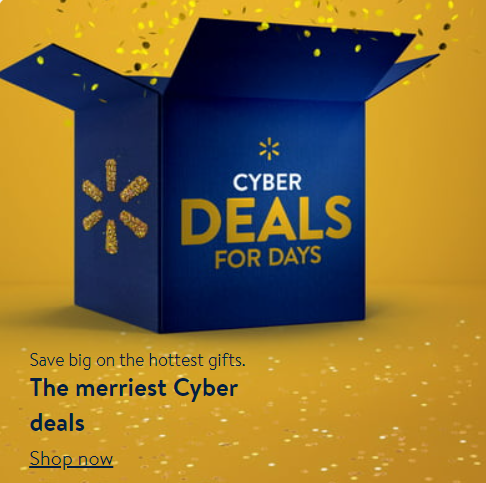 CYBER
DEALS
FOR DAYS
Save big on the hottest gifts.
The merriest Cyber
deals
Shop now